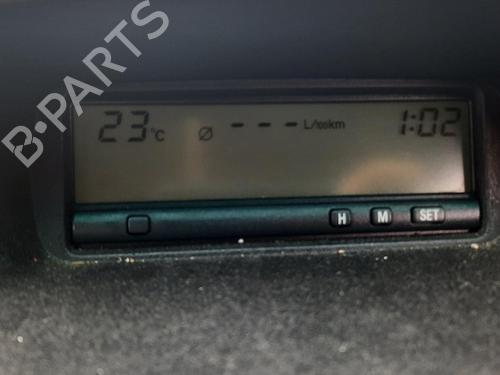 B-PARTS
23°C Ø --- L/100km 1:02
H M SET